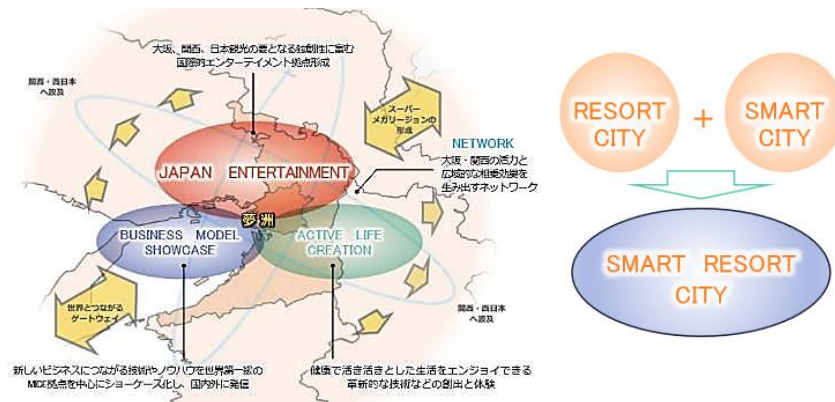 大阪、関西、日本観光の要となる独創性に富む
国際的エンターテイメント拠点形成
関西・西日本
へ波及
スーパー
メガリージョンの
形成
NETWORK
大阪・関西の活力と
広域的な相乗効果を
生み出すネットワーク
JAPAN ENTERTAINMENT
夢洲
BUSINESS MODEL
SHOWCASE
ACTIVE LIFE
CREATION
世界とつながる
ゲートウェイ
関西・西日本
へ波及
新しいビジネスにつながる技術やノウハウを世界第一級の
MICE拠点を中心にショーケース化し、国内外に発信
健康で活き活きとした生活をエンジョイできる
革新的な技術などの創出と体験
RESORT
CITY
+
SMART
CITY
SMART RESORT
CITY